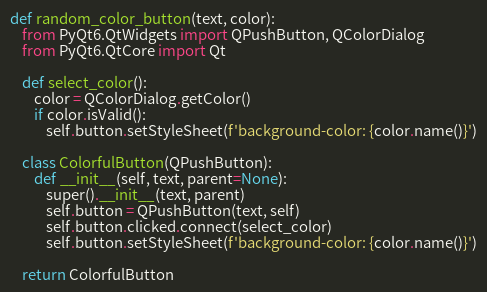 def random_color_button(text, color):
    from PyQt6.QtWidgets import QPushButton, QColorDialog
    from PyQt6.QtCore import Qt

    def select_color():
        color = QColorDialog.getColor()
        if color.isValid():
            self.button.setStyleSheet(f'background-color: {color.name()}')

    class ColorfulButton(QPushButton):
        def __init__(self, text, parent=None):
            super().__init__(text, parent)
            self.button = QPushButton(text, self)
            self.button.clicked.connect(select_color)
            self.button.setStyleSheet(f'background-color: {color.name()}')

    return ColorfulButton